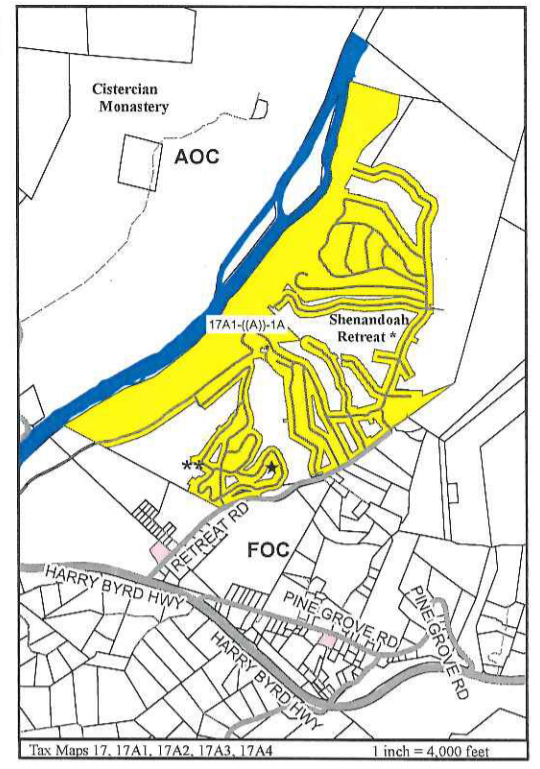 Cistercian
Monastery
AOC
17A1-((A))-1A
Shenandoah
Retreat *
**
★
RETREAT RD
FOC
HARRY BYRD HWY
PINE GROVE RD
PINE GROVE RD
HARRY BYRD HWY
Tax Maps 17, 17A1, 17A2, 17A3, 17A4
1 inch = 4,000 feet